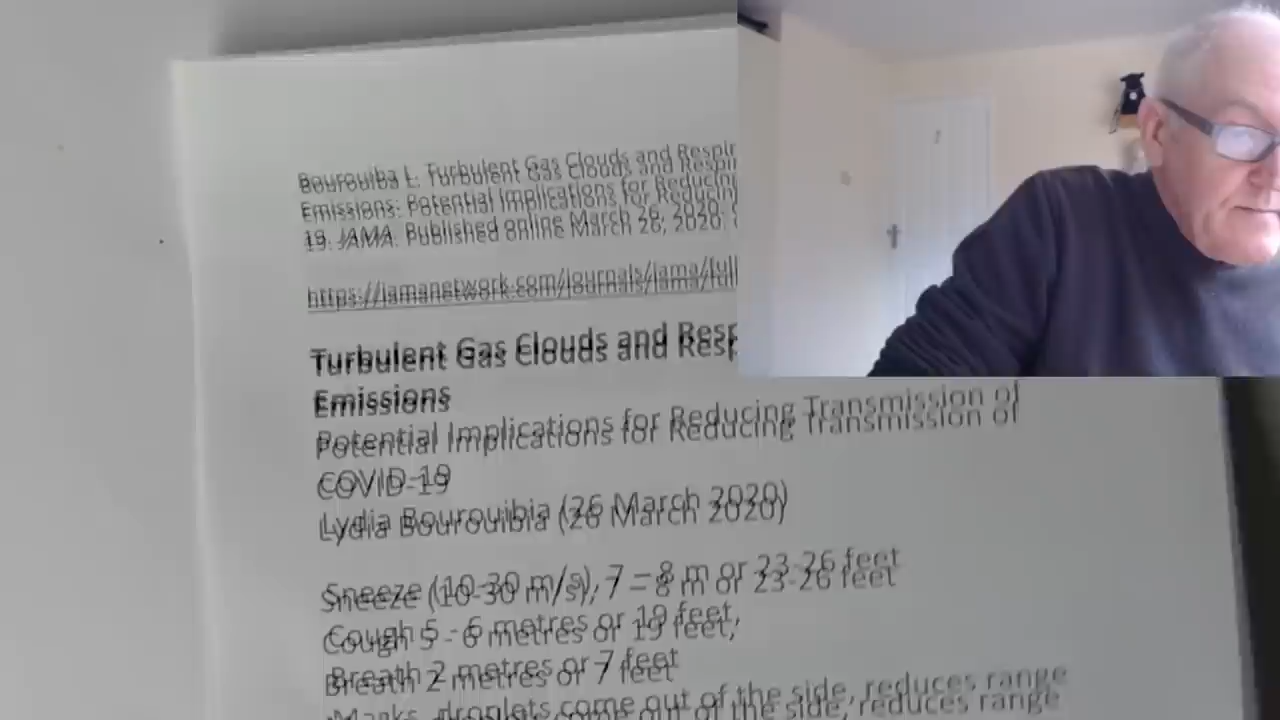 Bourouiba L. Turbulent Gas Clouds and Respir
Emissions: Potential Implications for Reducing
19. JAMA. Published online March 26, 2020.
https://jamanetwork.com/journals/jama/full
Turbulent Gas Clouds and Resp
Emissions
Potential Implications for Reducing Transmission of
COVID-19
Lydia Bourouibia (26 March 2020)
Sneeze (10-30 m/s), 7 – 8 m or 23-26 feet
Cough 5 - 6 metres or 19 feet,
Breath 2 metres or 7 feet
Masks, droplets come out of the side, reduces range